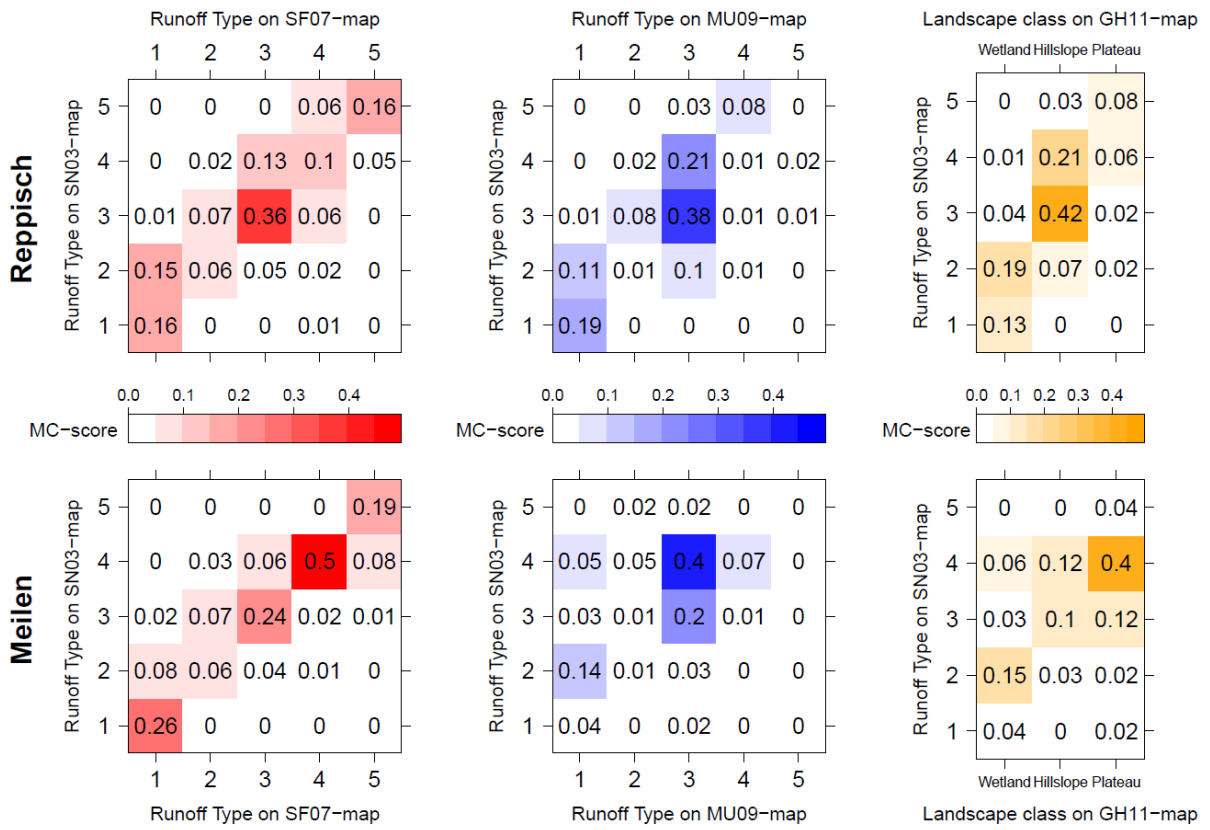 Runoff Type on SF07−map Runoff Type on MU09−map Landscape class on GH11−map
1 2 3 4 5 1 2 3 4 5 Wetland Hillslope Plateau
Reppisch
Runoff Type on SN03−map
5 0 0 0 0.06 0.16
4 0 0.02 0.13 0.1 0.05
3 0.01 0.07 0.36 0.06 0
2 0.15 0.06 0.05 0.02 0
1 0.16 0 0 0.01 0
Runoff Type on SN03−map
5 0 0 0.03 0.08 0
4 0 0.02 0.21 0.01 0.02
3 0.01 0.08 0.38 0.01 0.01
2 0.11 0.01 0.1 0.01 0
1 0.19 0 0 0 0
Runoff Type on SN03−map
5 0 0.03 0.08
4 0.01 0.21 0.06
3 0.04 0.42 0.02
2 0.19 0.07 0.02
1 0.13 0 0
0.0 0.1 0.2 0.3 0.4
MC−score
0.0 0.1 0.2 0.3 0.4
MC−score
0.0 0.1 0.2 0.3 0.4
MC−score
Meilen
Runoff Type on SN03−map
5 0 0 0 0 0.19
4 0 0.03 0.06 0.5 0.08
3 0.02 0.07 0.24 0.02 0.01
2 0.08 0.06 0.04 0.01 0
1 0.26 0 0 0 0
Runoff Type on SN03−map
5 0 0.02 0.02 0 0
4 0.05 0.05 0.4 0.07 0
3 0.03 0.01 0.2 0 0
2 0.14 0.01 0.03 0 0
1 0.04 0 0.02 0 0
Runoff Type on SN03−map
5 0 0 0.04
4 0.06 0.12 0.4
3 0.03 0.1 0.12
2 0.15 0.03 0.02
1 0.04 0 0.02
1 2 3 4 5 1 2 3 4 5 Wetland Hillslope Plateau
Runoff Type on SF07−map Runoff Type on MU09−map Landscape class on GH11−map